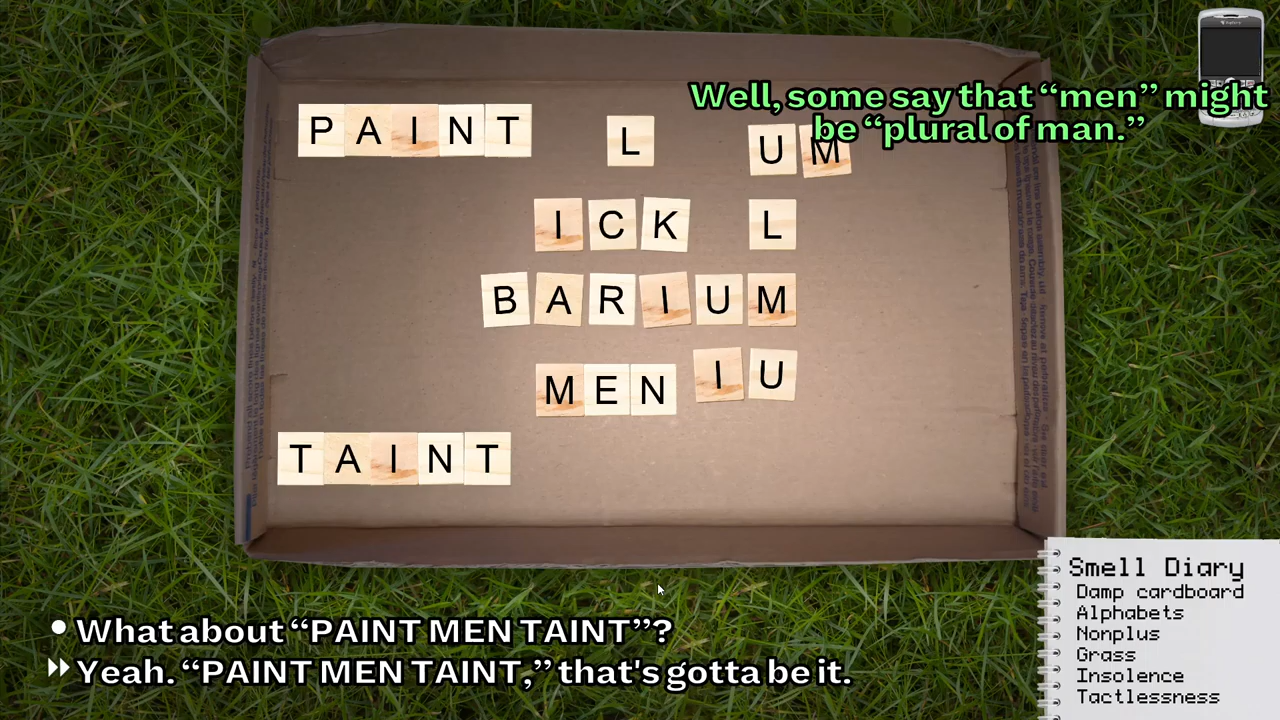 Well, some say that “men” might
be “plural of man.”
PAINT
L
UM
ICK
L
BARIUM
MEN
IU
TAINT
What about “PAINT MEN TAINT”?
Yeah. “PAINT MEN TAINT,” that's gotta be it.
Smell Diary
Damp cardboard
Alphabets
Nonplus
Grass
Insolence
Tactlessness